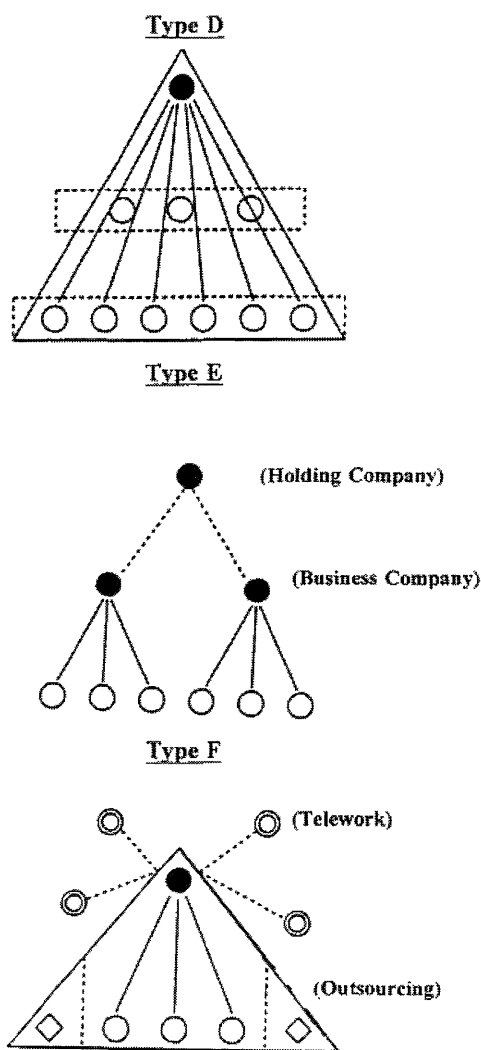 Type D
Type E
(Holding Company)
(Business Company)
Type F
(Telework)
(Outsourcing)